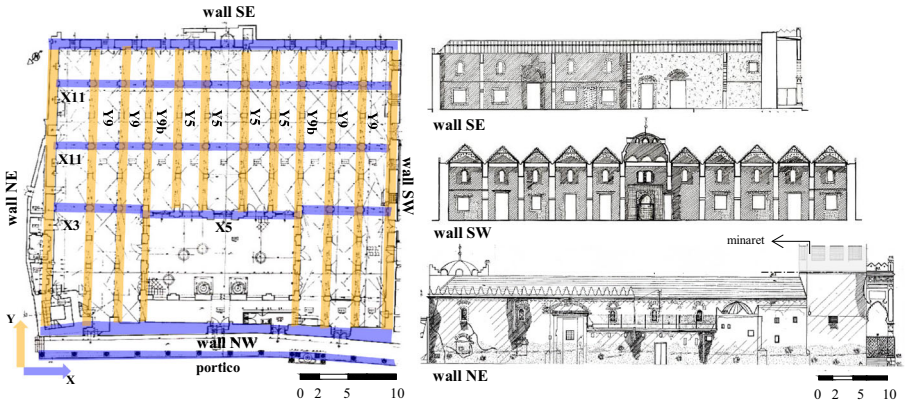 wall SE
X11
Y9
Y9
Y9b
Y5
Y5
Y5
Y5
Y9b
Y9
Y9
X11
wall NE
wall SW
X3
X5
Y
X
wall NW
portico
0 2 5 10
wall SE
wall SW
minaret
wall NE
0 2 5 10